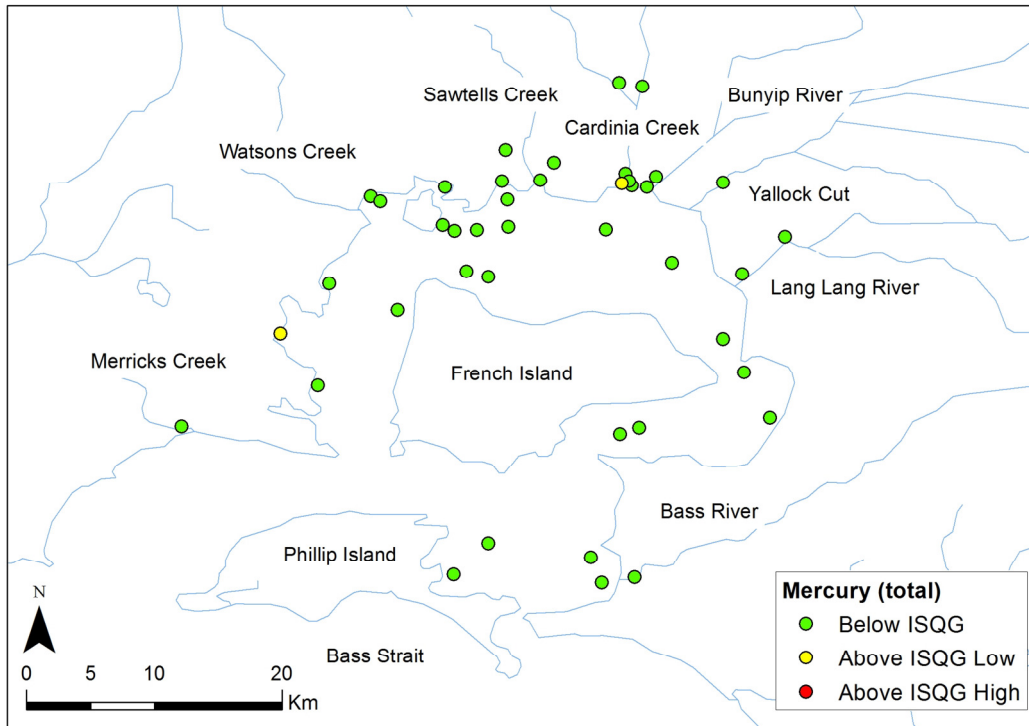 Sawtells Creek
Bunyip River
Cardinia Creek
Watsons Creek
Yallock Cut
Lang Lang River
Merricks Creek
French Island
Bass River
Phillip Island
Bass Strait
N
0 5 10 20
Km
Mercury (total)
Below ISQG
Above ISQG Low
Above ISQG High